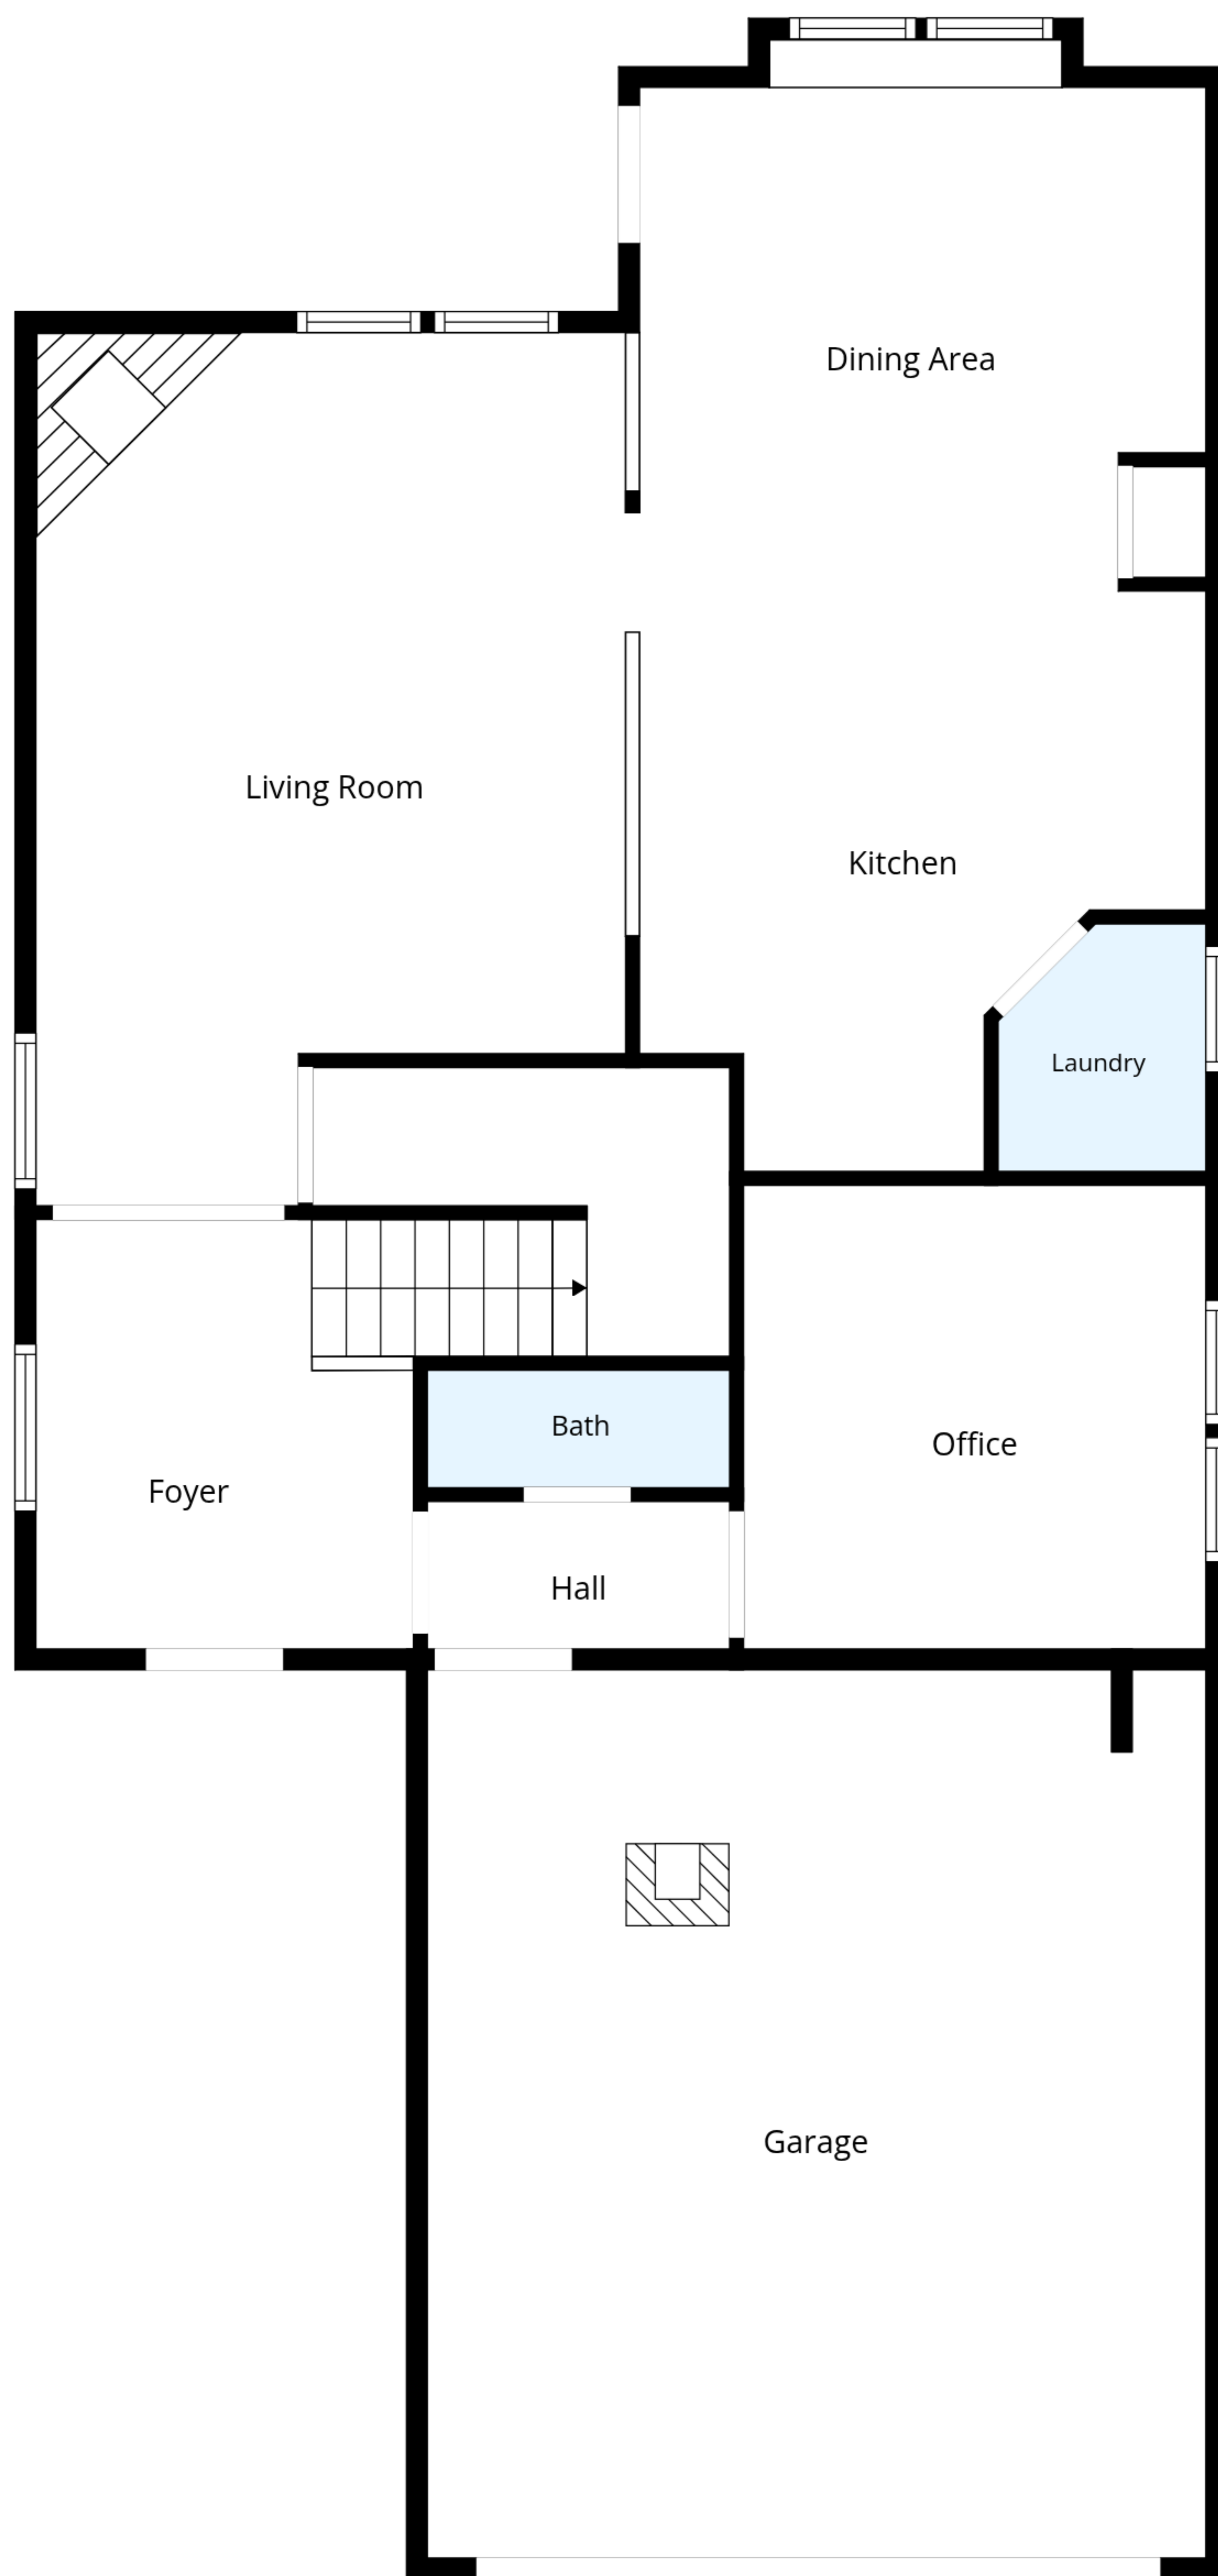 Dining Area
Living Room
Kitchen
Laundry
Bath
Office
Foyer
Hall
Garage